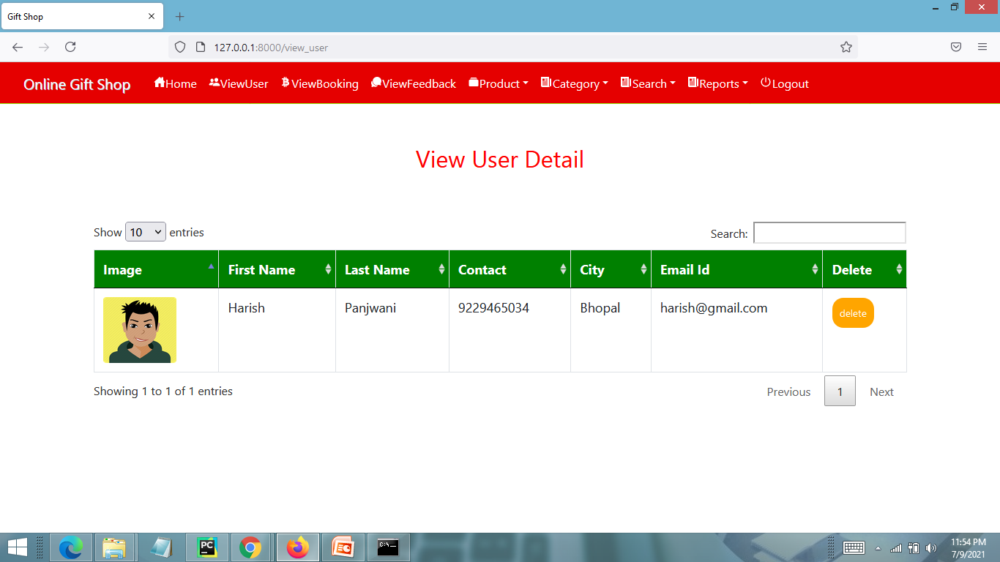 Gift Shop
127.0.0.1:8000/view_user
Online Gift Shop Home ViewUser ViewBooking ViewFeedback Product Category Search Reports Logout
View User Detail
Show 10 entries Search:
Image First Name Last Name Contact City Email Id Delete
Harish Panjwani 9229465034 Bhopal harish@gmail.com delete
Showing 1 to 1 of 1 entries Previous 1 Next
PC
C:\
11:54 PM
7/9/2021